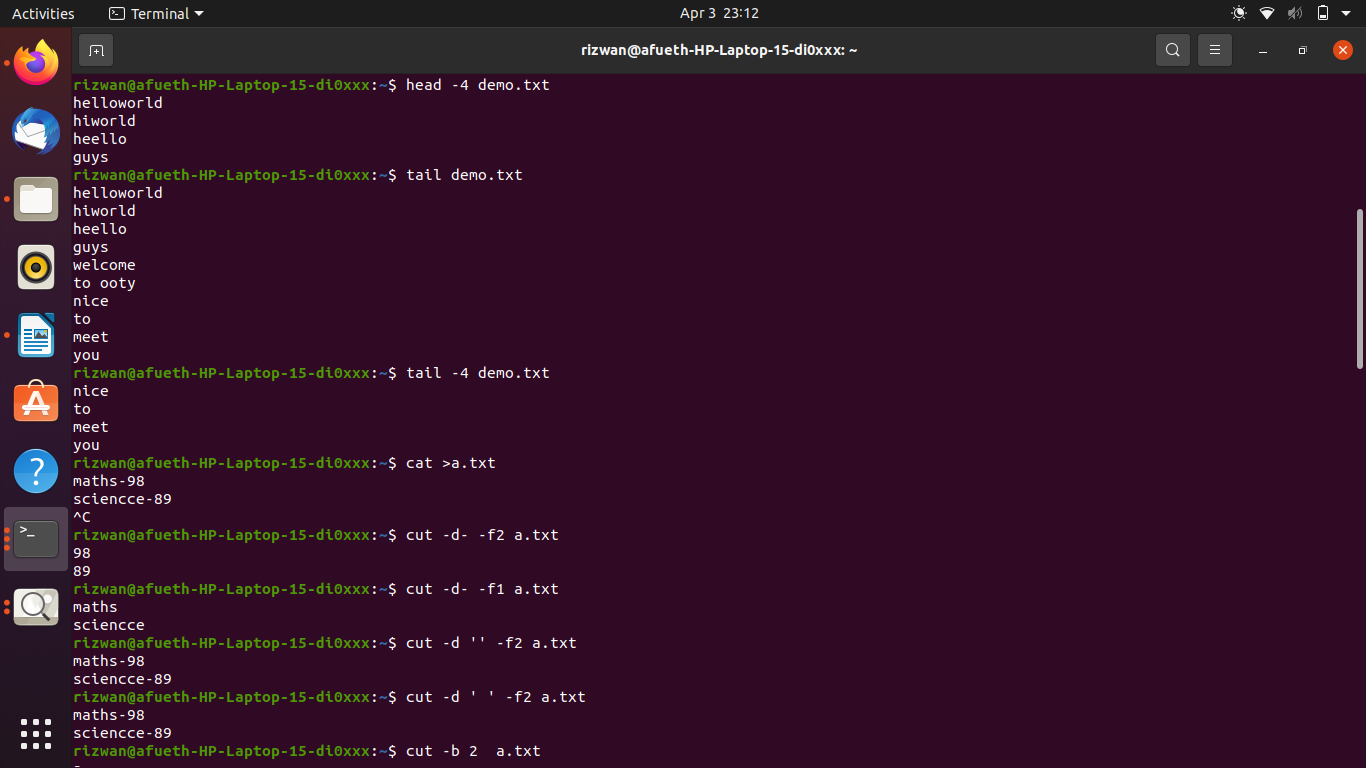 Activities Terminal Apr 3 23:12
rizwan@afueth-HP-Laptop-15-di0xxx: ~
rizwan@afueth-HP-Laptop-15-di0xxx:~$ head -4 demo.txt
helloworld
hiworld
heello
guys
rizwan@afueth-HP-Laptop-15-di0xxx:~$ tail demo.txt
helloworld
hiworld
heello
guys
welcome
to ooty
nice
to
meet
you
rizwan@afueth-HP-Laptop-15-di0xxx:~$ tail -4 demo.txt
nice
to
meet
you
rizwan@afueth-HP-Laptop-15-di0xxx:~$ cat >a.txt
maths-98
sciencce-89
^C
rizwan@afueth-HP-Laptop-15-di0xxx:~$ cut -d- -f2 a.txt
98
89
rizwan@afueth-HP-Laptop-15-di0xxx:~$ cut -d- -f1 a.txt
maths
sciencce
rizwan@afueth-HP-Laptop-15-di0xxx:~$ cut -d '' -f2 a.txt
maths-98
sciencce-89
rizwan@afueth-HP-Laptop-15-di0xxx:~$ cut -d ' ' -f2 a.txt
maths-98
sciencce-89
rizwan@afueth-HP-Laptop-15-di0xxx:~$ cut -b 2  a.txt